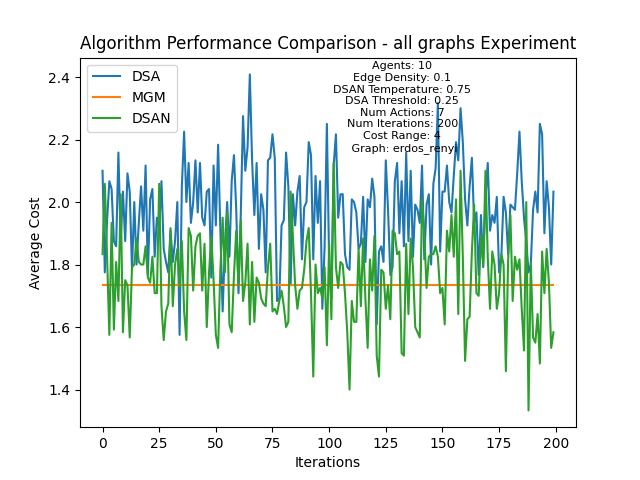 Algorithm Performance Comparison - all graphs Experiment
DSA
MGM
DSAN
Agents: 10
Edge Density: 0.1
DSAN Temperature: 0.75
DSA Threshold: 0.25
Num Actions: 7
Num Iterations: 200
Cost Range: 4
Graph: erdos_renyi
Average Cost
2.4
2.2
2.0
1.8
1.6
1.4
0 25 50 75 100 125 150 175 200
Iterations